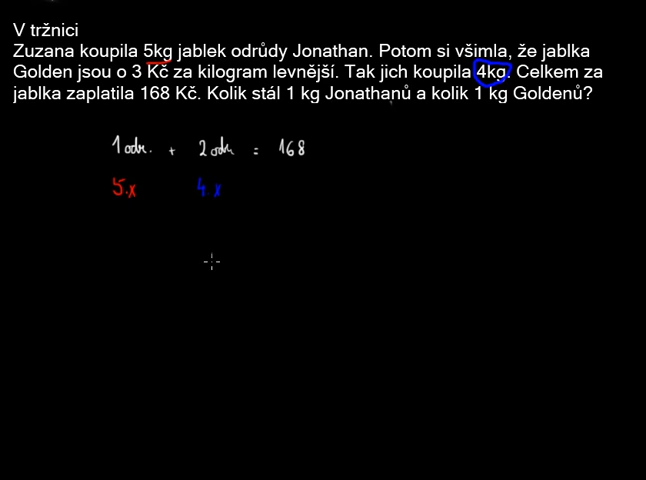 V tržnici
Zuzana koupila 5kg jablek odrůdy Jonathan. Potom si všimla, že jablka
Golden jsou o 3 Kč za kilogram levnější. Tak jich koupila 4kg. Celkem za
jablka zaplatila 168 Kč. Kolik stál 1 kg Jonathanů a kolik 1 kg Goldenů?
1 odr. + 2 odr = 168
5.x 4.x